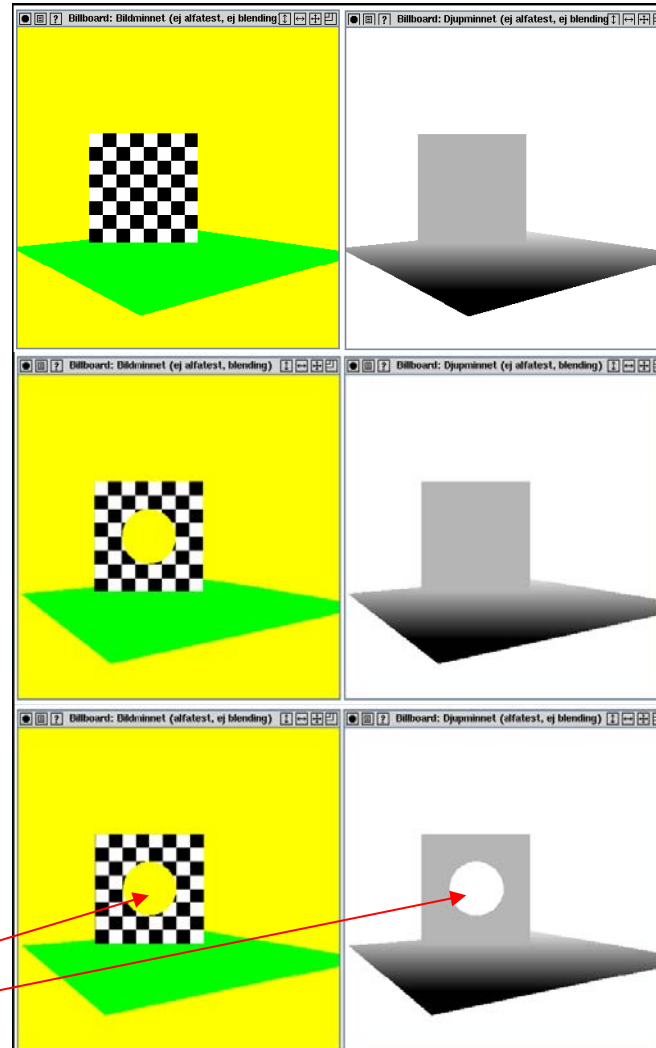 Billboard: Bildminnet (ej alfatest, ej blending
Billboard: Djupminnet (ej alfatest, ej blending
Billboard: Bildminnet (ej alfatest, blending)
Billboard: Djupminnet (ej alfatest, blending)
Billboard: Bildminnet (alfatest, ej blending)
Billboard: Djupminnet (alfatest, ej blending)